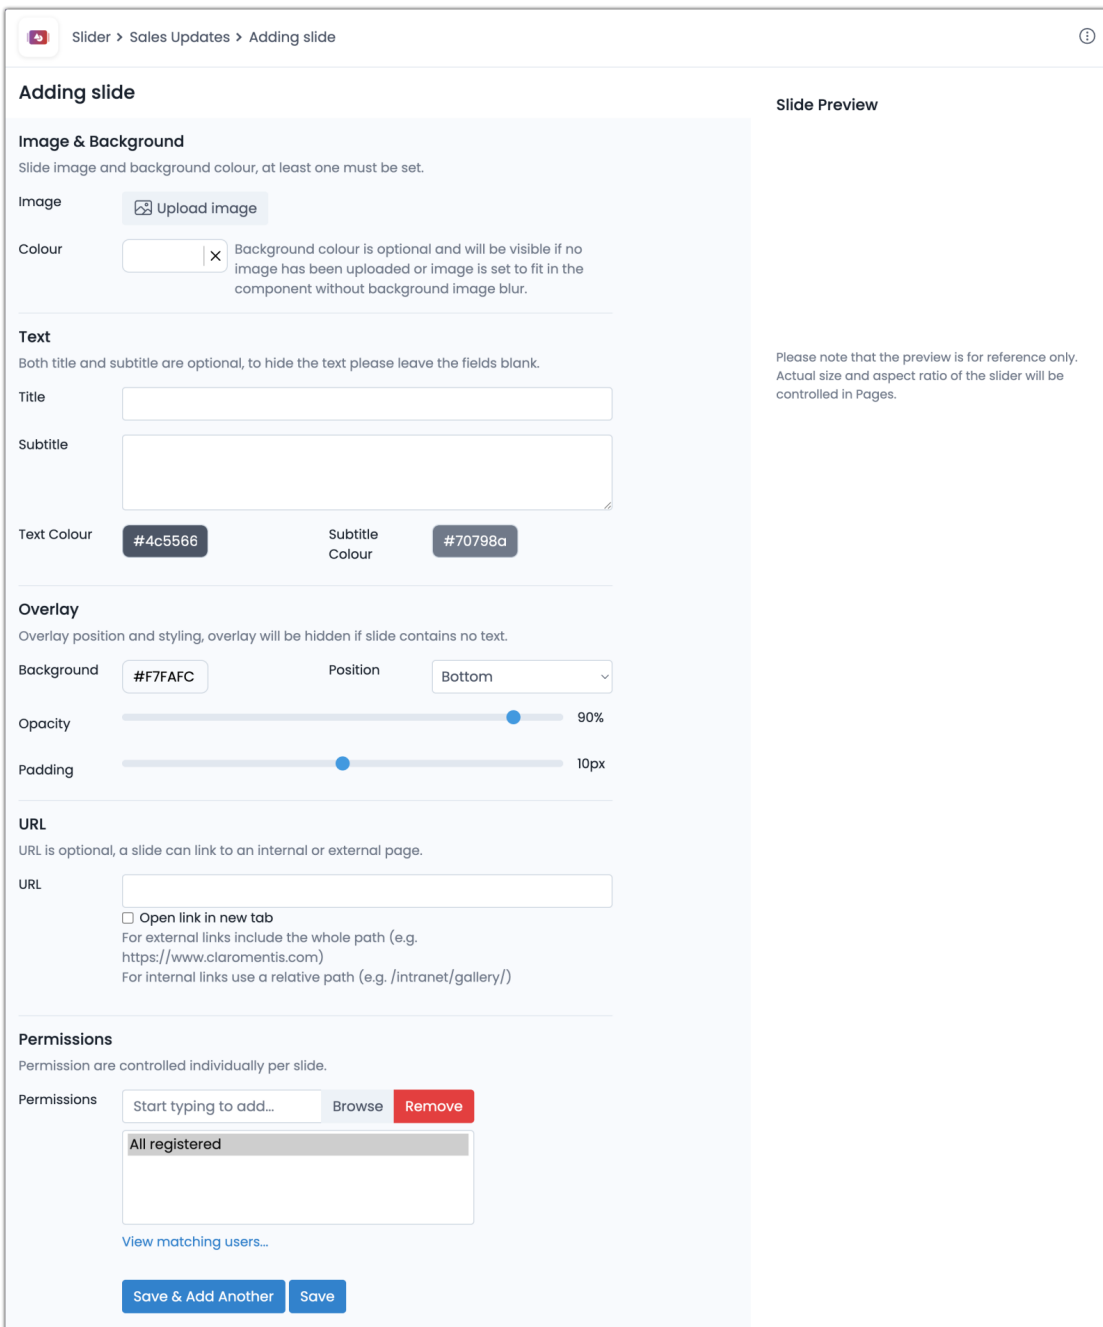 Slider > Sales Updates > Adding slide
Adding slide
Slide Preview
Image & Background
Slide image and background colour, at least one must be set.
Image
Upload image
Colour
Background colour is optional and will be visible if no
image has been uploaded or image is set to fit in the
component without background image blur.
Text
Both title and subtitle are optional, to hide the text please leave the fields blank.
Please note that the preview is for reference only.
Actual size and aspect ratio of the slider will be
controlled in Pages.
Title
Subtitle
Text Colour
#4c5566
Subtitle
Colour
#70798a
Overlay
Overlay position and styling, overlay will be hidden if slide contains no text.
Background
#F7FAFC
Position
Bottom
Opacity
90%
Padding
10px
URL
URL is optional, a slide can link to an internal or external page.
URL
Open link in new tab
For external links include the whole path (e.g.
https://www.claromentis.com)
For internal links use a relative path (e.g. /intranet/gallery/)
Permissions
Permission are controlled individually per slide.
Permissions
Start typing to add...
Browse
Remove
All registered
View matching users...
Save & Add Another
Save